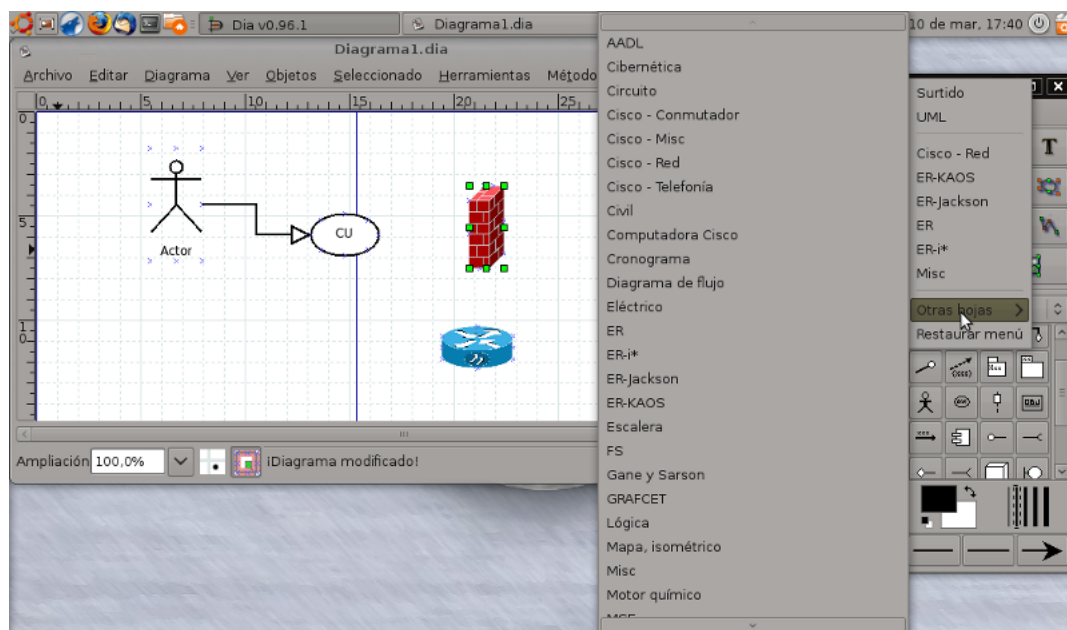 Dia v0.96.1
Diagrama1.dia
10 de mar, 17:40
Diagrama1.dia
Archivo Editar Diagrama Ver Objetos Seleccionado Herramientas Método
0 5 10 15 20 25
0
5
10
Actor
CU
Ampliación 100,0% ¡Diagrama modificado!
AADL
Cibernética
Circuito
Cisco - Conmutador
Cisco - Misc
Cisco - Red
Cisco - Telefonía
Civil
Computadora Cisco
Cronograma
Diagrama de flujo
Eléctrico
ER
ER-i*
ER-Jackson
ER-KAOS
Escalera
FS
Gane y Sarson
GRAFCET
Lógica
Mapa, isométrico
Misc
Motor químico
Surtido
UML
Cisco - Red
ER-KAOS
ER-Jackson
ER
ER-i*
Misc
Otras hojas
Restaurar menú
T